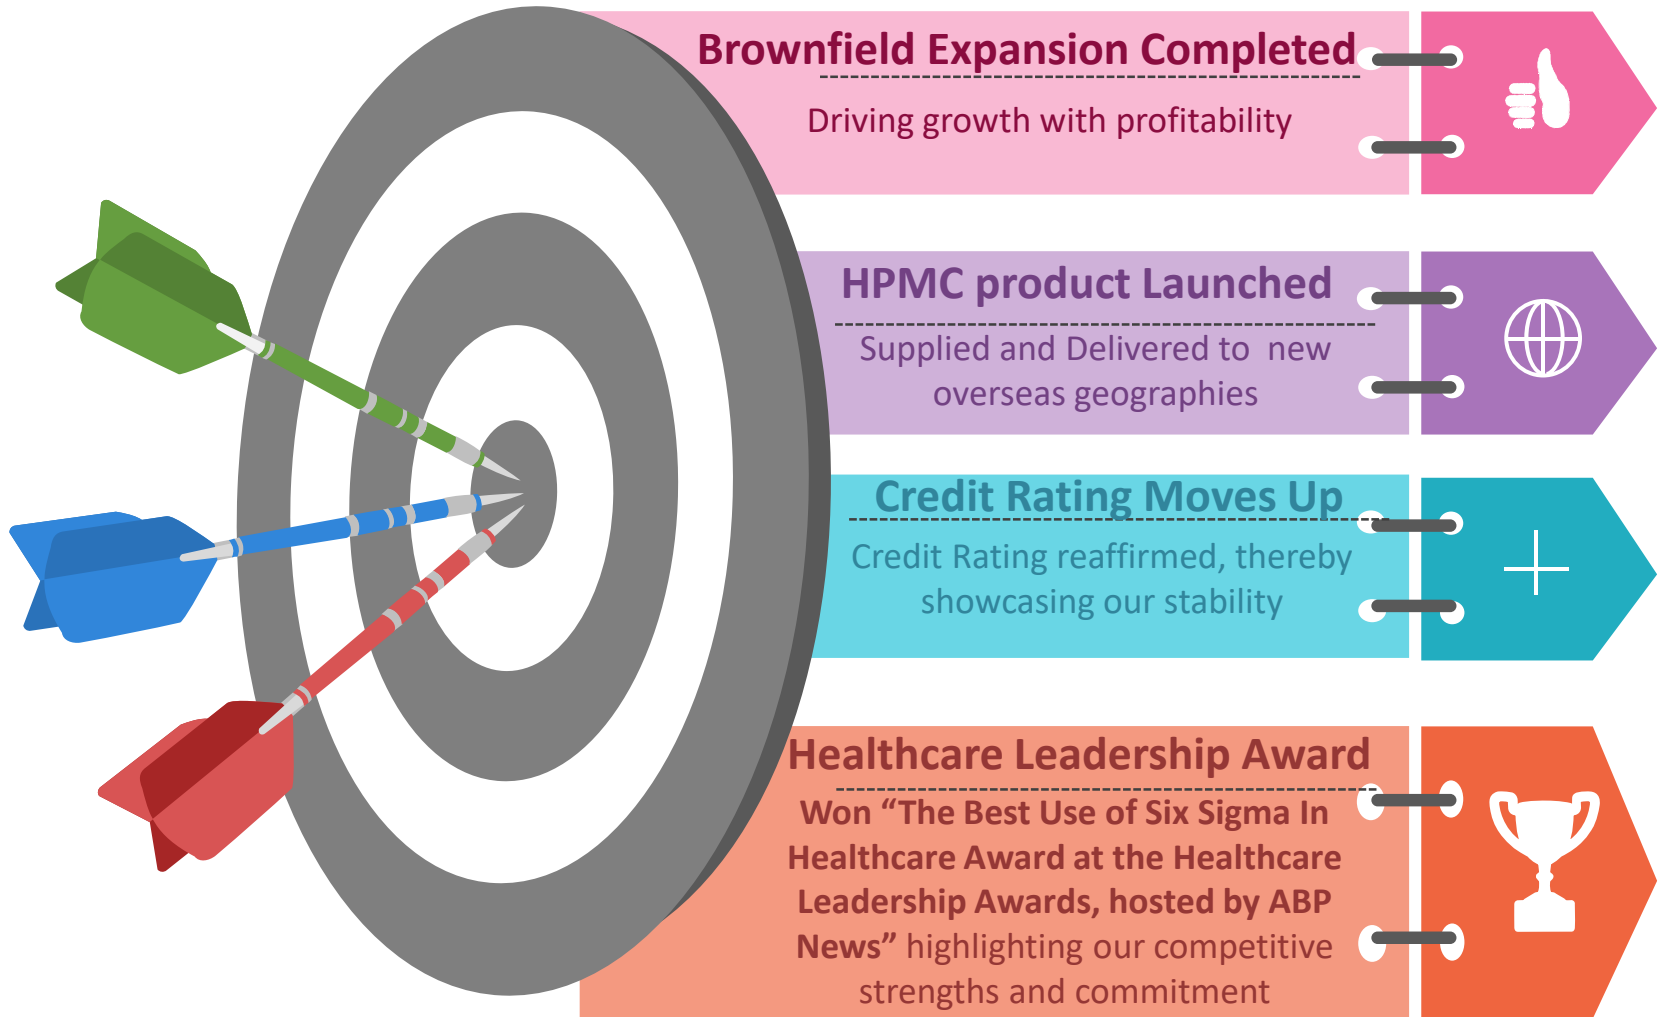 Brownfield Expansion Completed
Driving growth with profitability
HPMC product Launched
Supplied and Delivered to new
overseas geographies
Credit Rating Moves Up
Credit Rating reaffirmed, thereby
showcasing our stability
Healthcare Leadership Award
Won “The Best Use of Six Sigma In
Healthcare Award at the Healthcare
Leadership Awards, hosted by ABP
News” highlighting our competitive
strengths and commitment